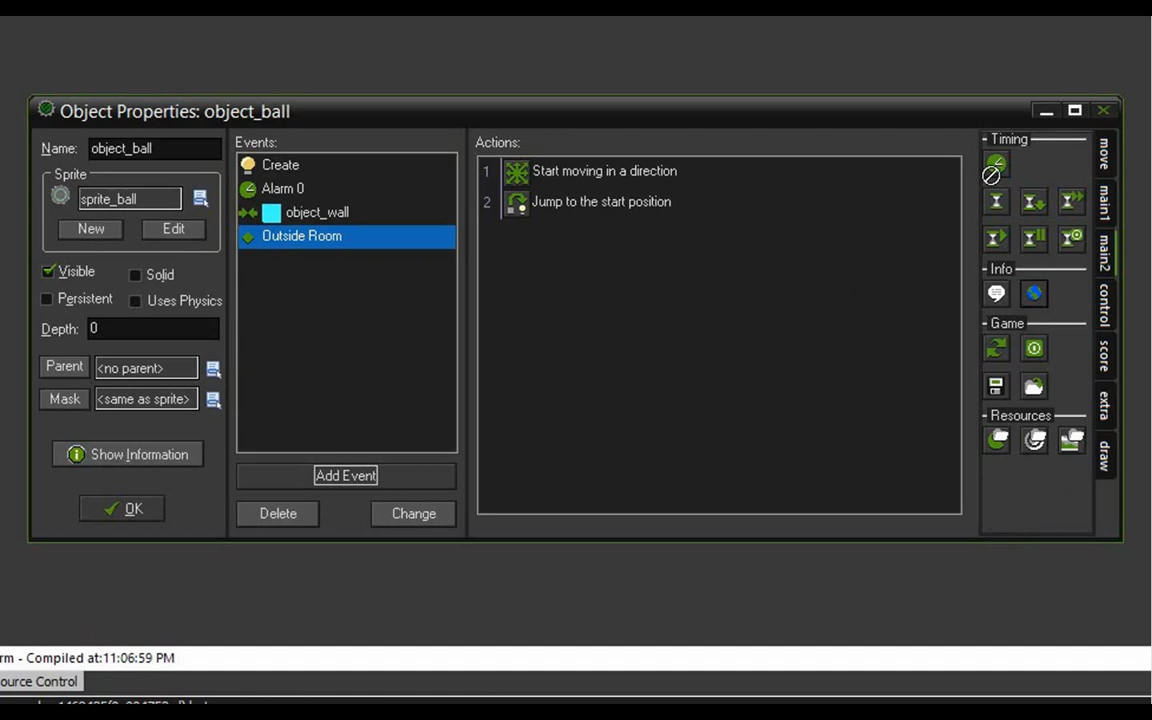 Object Properties: object_ball
Name: object_ball
Sprite
sprite_ball
New Edit
Visible Solid
Persistent Uses Physics
Depth: 0
Parent <no parent>
Mask <same as sprite>
Show Information
OK
Events:
Create
Alarm 0
object_wall
Outside Room
Add Event
Delete Change
Actions:
1 Start moving in a direction
2 Jump to the start position
Timing
Info
Game
Resources
move
main1
main2
control
score
extra
draw
rm - Compiled at:11:06:59 PM
ource Control